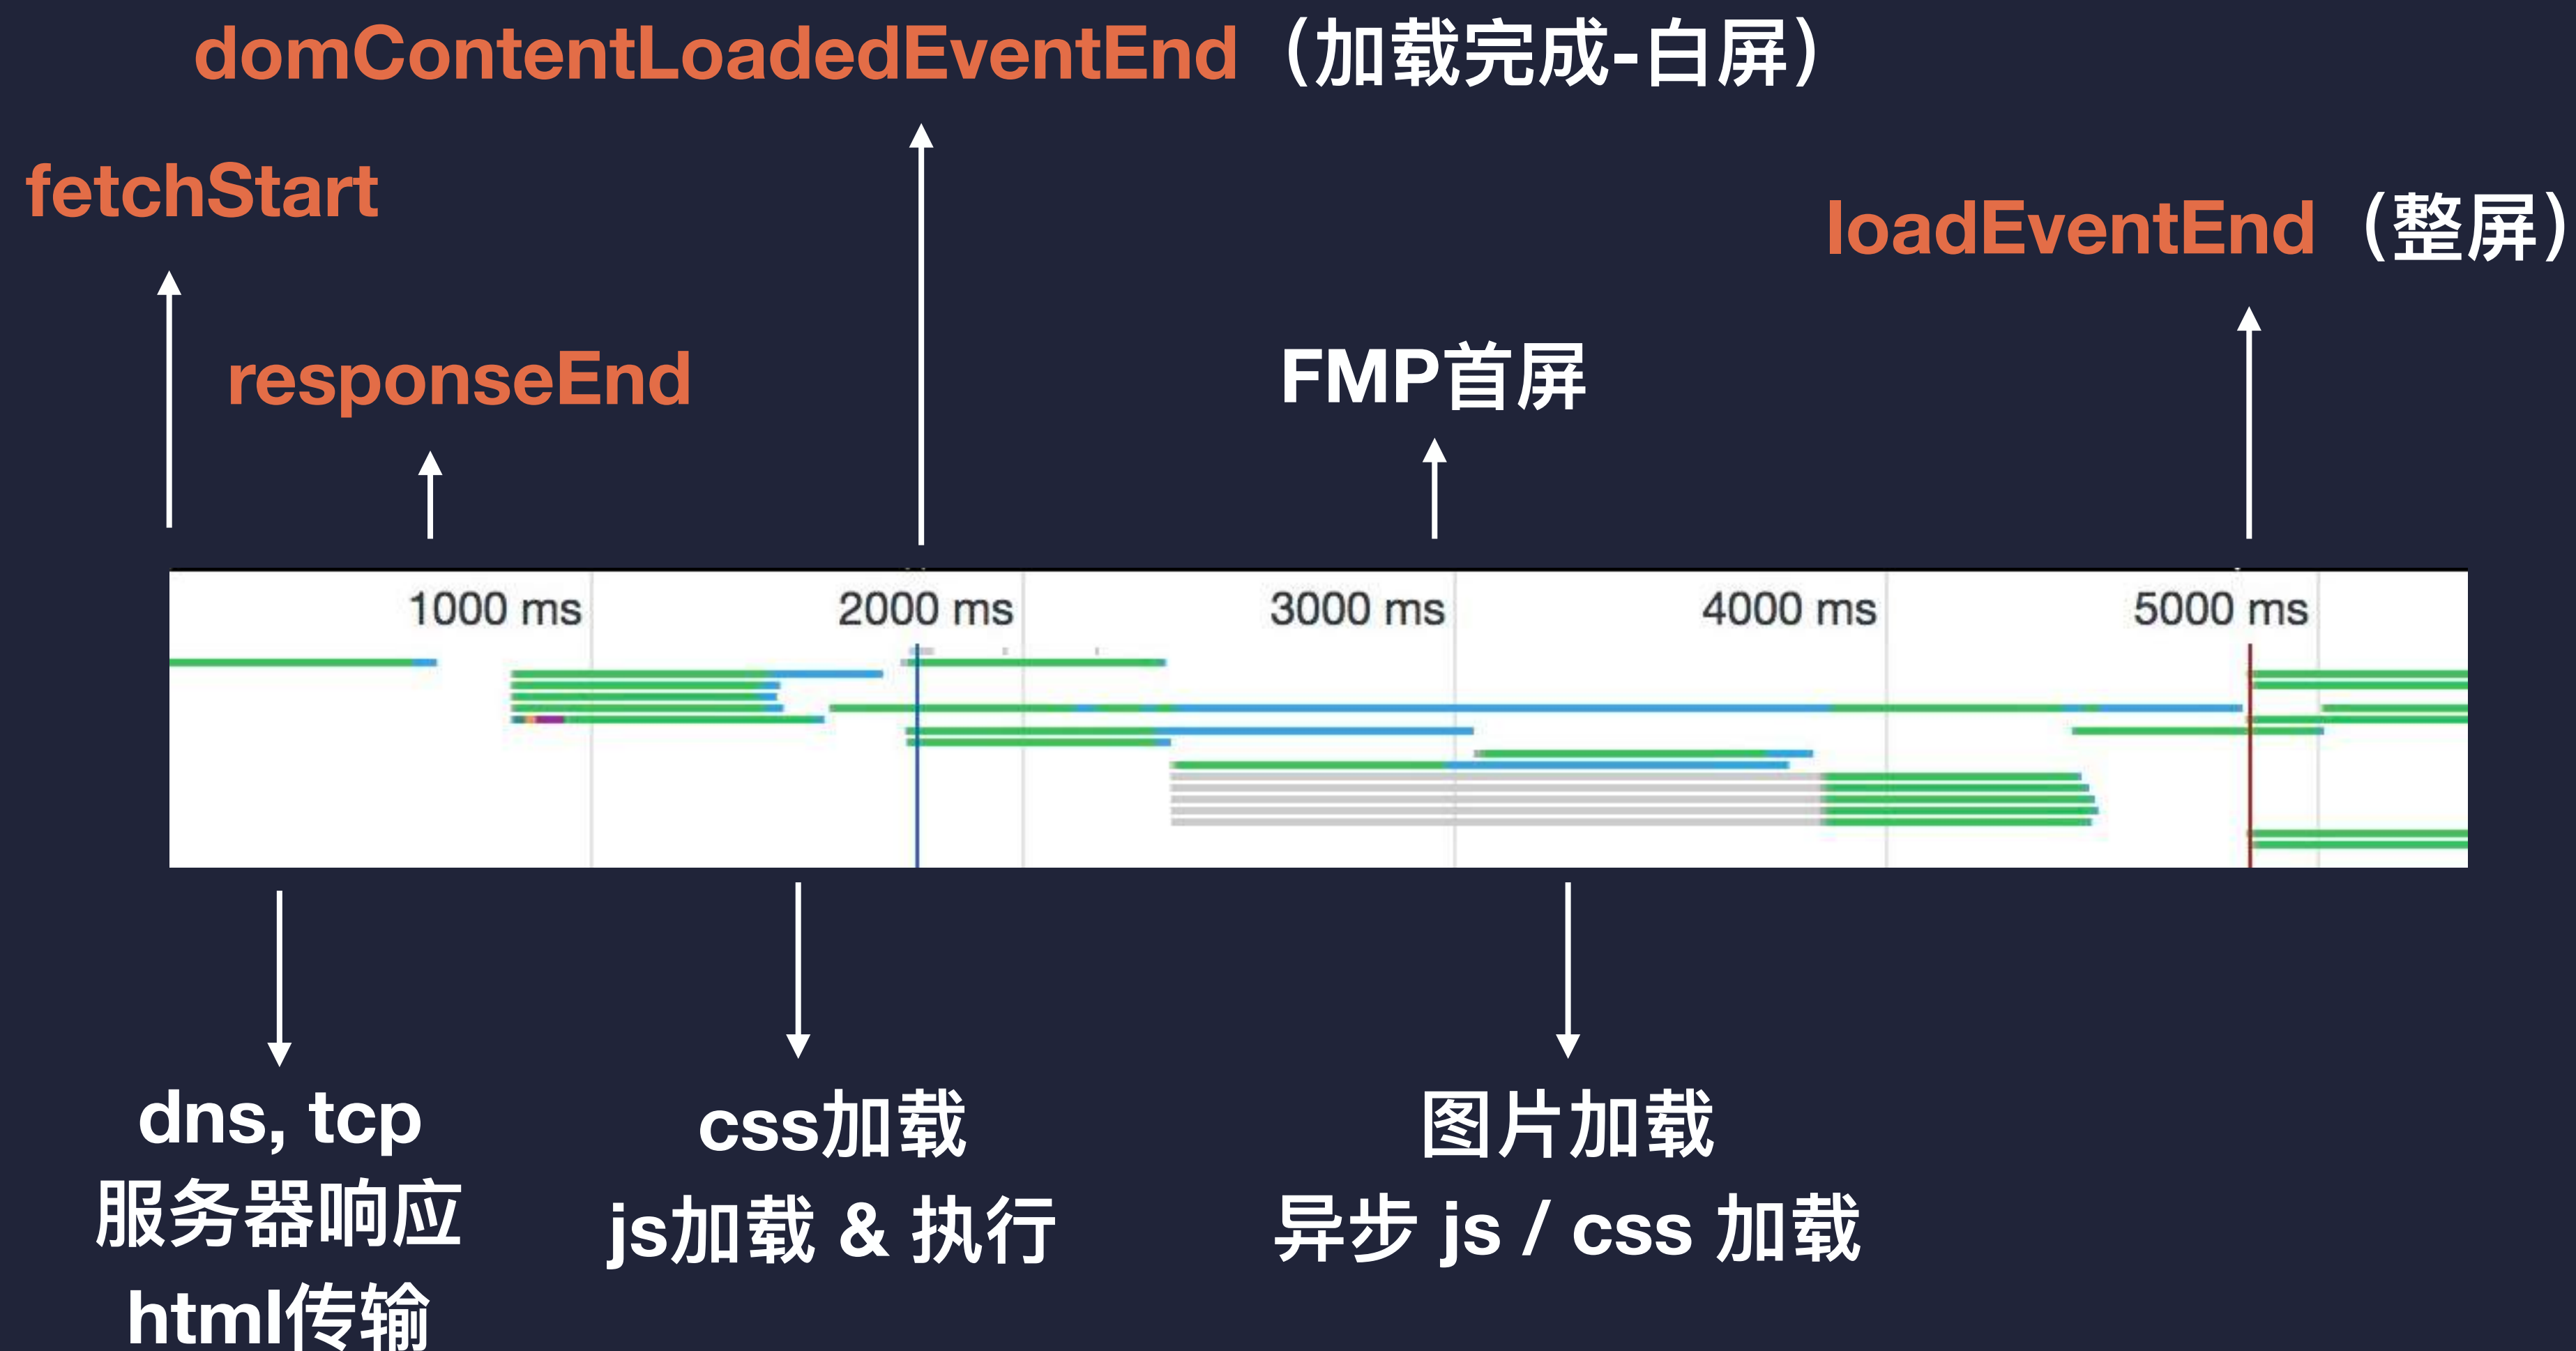 domContentLoadedEventEnd（加载完成-白屏）
fetchStart
loadEventEnd（整屏）
responseEnd
FMP首屏
1000 ms 2000 ms 3000 ms 4000 ms 5000 ms
dns, tcp
服务器响应
html传输
css加载
js加载 & 执行
图片加载
异步 js / css 加载